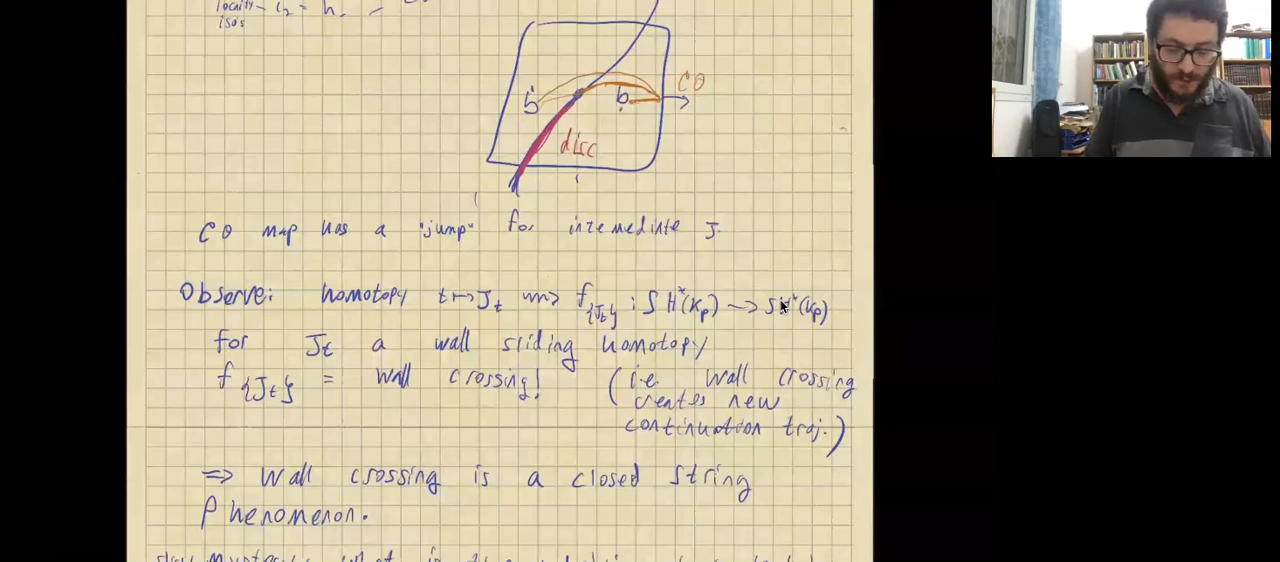 locality
iso's
b
b
CO
disc
CO map has a "jump" for intermediate J.
Observe: homotopy t↦J_t ⟿ f_{J_t} : SH*(K_p) → SH*(K_p)
for J_t a wall sliding homotopy
f_{J_t} = wall crossing! (i.e. wall crossing
creates new
continuation traj.)
⇒ Wall crossing is a closed string
Phenomenon.